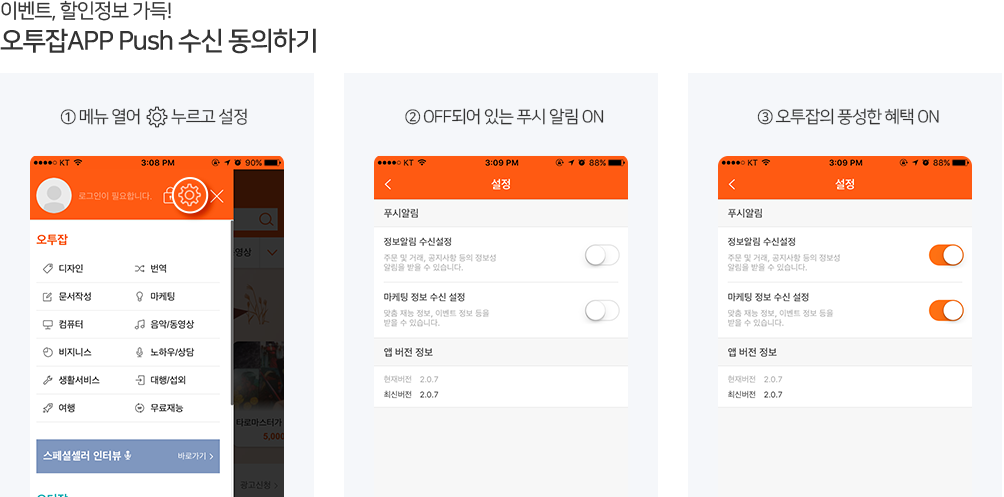 이벤트, 할인정보 가득!
오투잡APP Push 수신 동의하기
① 메뉴 열어 누르고 설정
KT 3:08 PM 90%
로그인이 필요합니다.
오투잡
디자인 번역
문서작성 마케팅
컴퓨터 음악/동영상
비지니스 노하우/상담
생활서비스 대행/섭외
여행 무료재능
스페셜셀러 인터뷰 바로가기 >
영상
타로마스터가
5,000
광고신청 >
② OFF되어 있는 푸시 알림 ON
KT 3:09 PM 88%
설정
푸시알림
정보알림 수신설정
주문 및 거래, 공지사항 등의 정보성
알림을 받을 수 있습니다.
마케팅 정보 수신 설정
맞춤 재능 정보, 이벤트 정보 등을
받을 수 있습니다.
앱 버전 정보
현재버전 2.0.7
최신버전 2.0.7
③ 오투잡의 풍성한 혜택 ON
KT 3:09 PM 88%
설정
푸시알림
정보알림 수신설정
주문 및 거래, 공지사항 등의 정보성
알림을 받을 수 있습니다.
마케팅 정보 수신 설정
맞춤 재능 정보, 이벤트 정보 등을
받을 수 있습니다.
앱 버전 정보
현재버전 2.0.7
최신버전 2.0.7